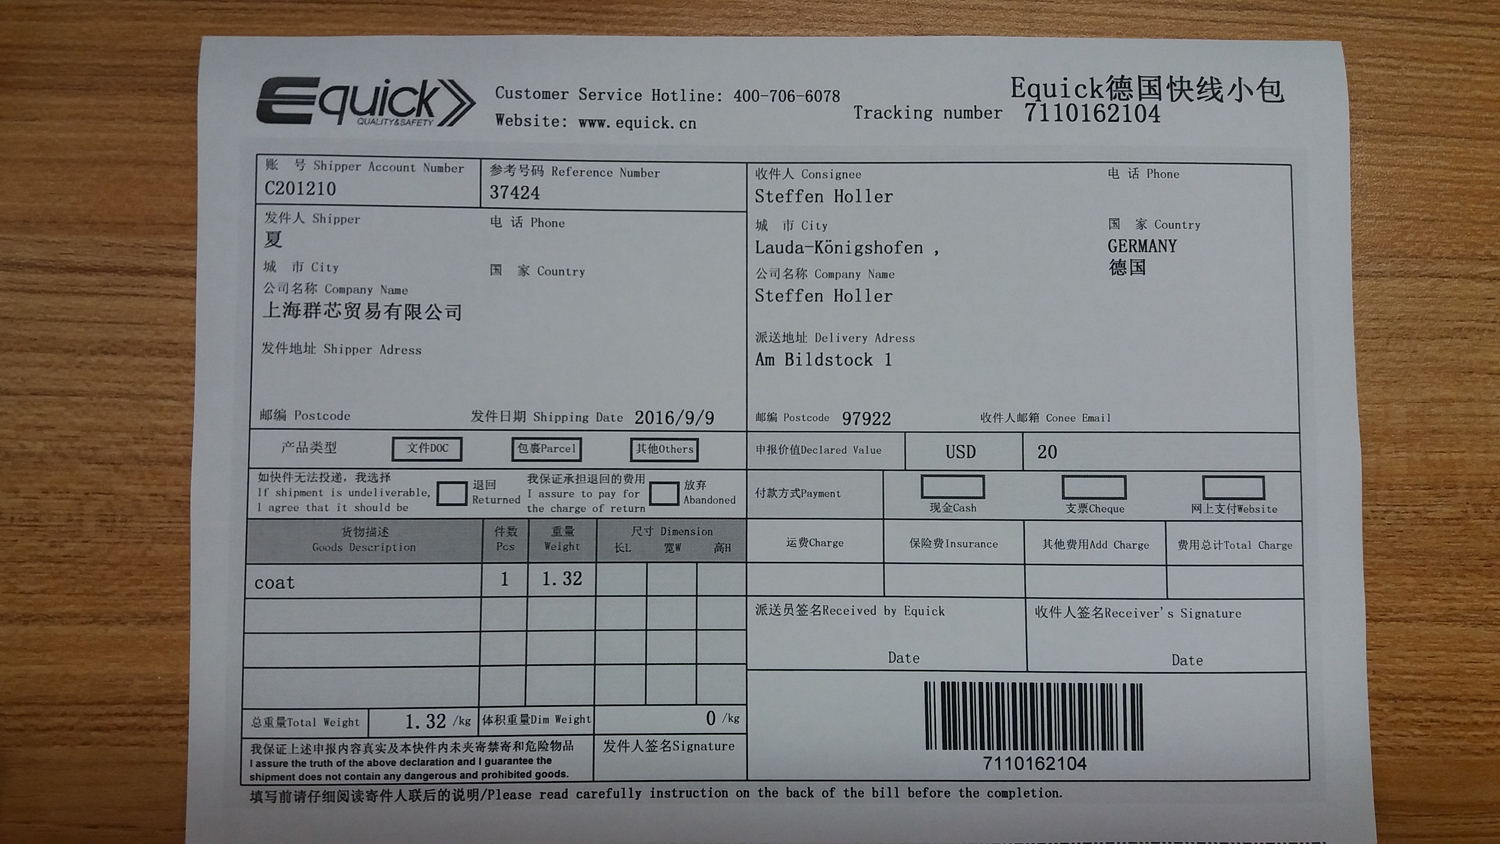 Equick
QUALITY&SAFETY
Customer Service Hotline: 400-706-6078
Website: www.equick.cn
Equick德国快线小包
Tracking number 7110162104
账 号 Shipper Account Number
C201210
参考号码 Reference Number
37424
发件人 Shipper
夏
电 话 Phone
城 市 City
国 家 Country
公司名称 Company Name
上海群芯贸易有限公司
发件地址 Shipper Adress
邮编 Postcode
发件日期 Shipping Date 2016/9/9
收件人 Consignee
Steffen Holler
电 话 Phone
城 市 City
Lauda-Königshofen ,
国 家 Country
GERMANY
德国
公司名称 Company Name
Steffen Holler
派送地址 Delivery Adress
Am Bildstock 1
邮编 Postcode 97922
收件人邮箱 Conee Email
产品类型
文件DOC
包裹Parcel
其他Others
申报价值Declared Value
USD
20
如快件无法投递，我选择
If shipment is undeliverable,
I agree that it should be
退回
Returned
我保证承担退回的费用
I assure to pay for
the charge of return
放弃
Abandoned
付款方式Payment
现金Cash
支票Cheque
网上支付Website
货物描述
Goods Description
件数
Pcs
重量
Weight
尺寸 Dimension
长L 宽W 高H
运费Charge
保险费Insurance
其他费用Add Charge
费用总计Total Charge
coat
1
1.32
派送员签名Received by Equick
Date
收件人签名Receiver's Signature
Date
总重量Total Weight
1.32 /kg
体积重量Dim Weight
0 /kg
我保证上述申报内容真实及本快件内未夹寄禁寄和危险物品
I assure the truth of the above declaration and I guarantee the
shipment does not contain any dangerous and prohibited goods.
发件人签名Signature
7110162104
填写前请仔细阅读寄件人联后的说明/Please read carefully instruction on the back of the bill before the completion.